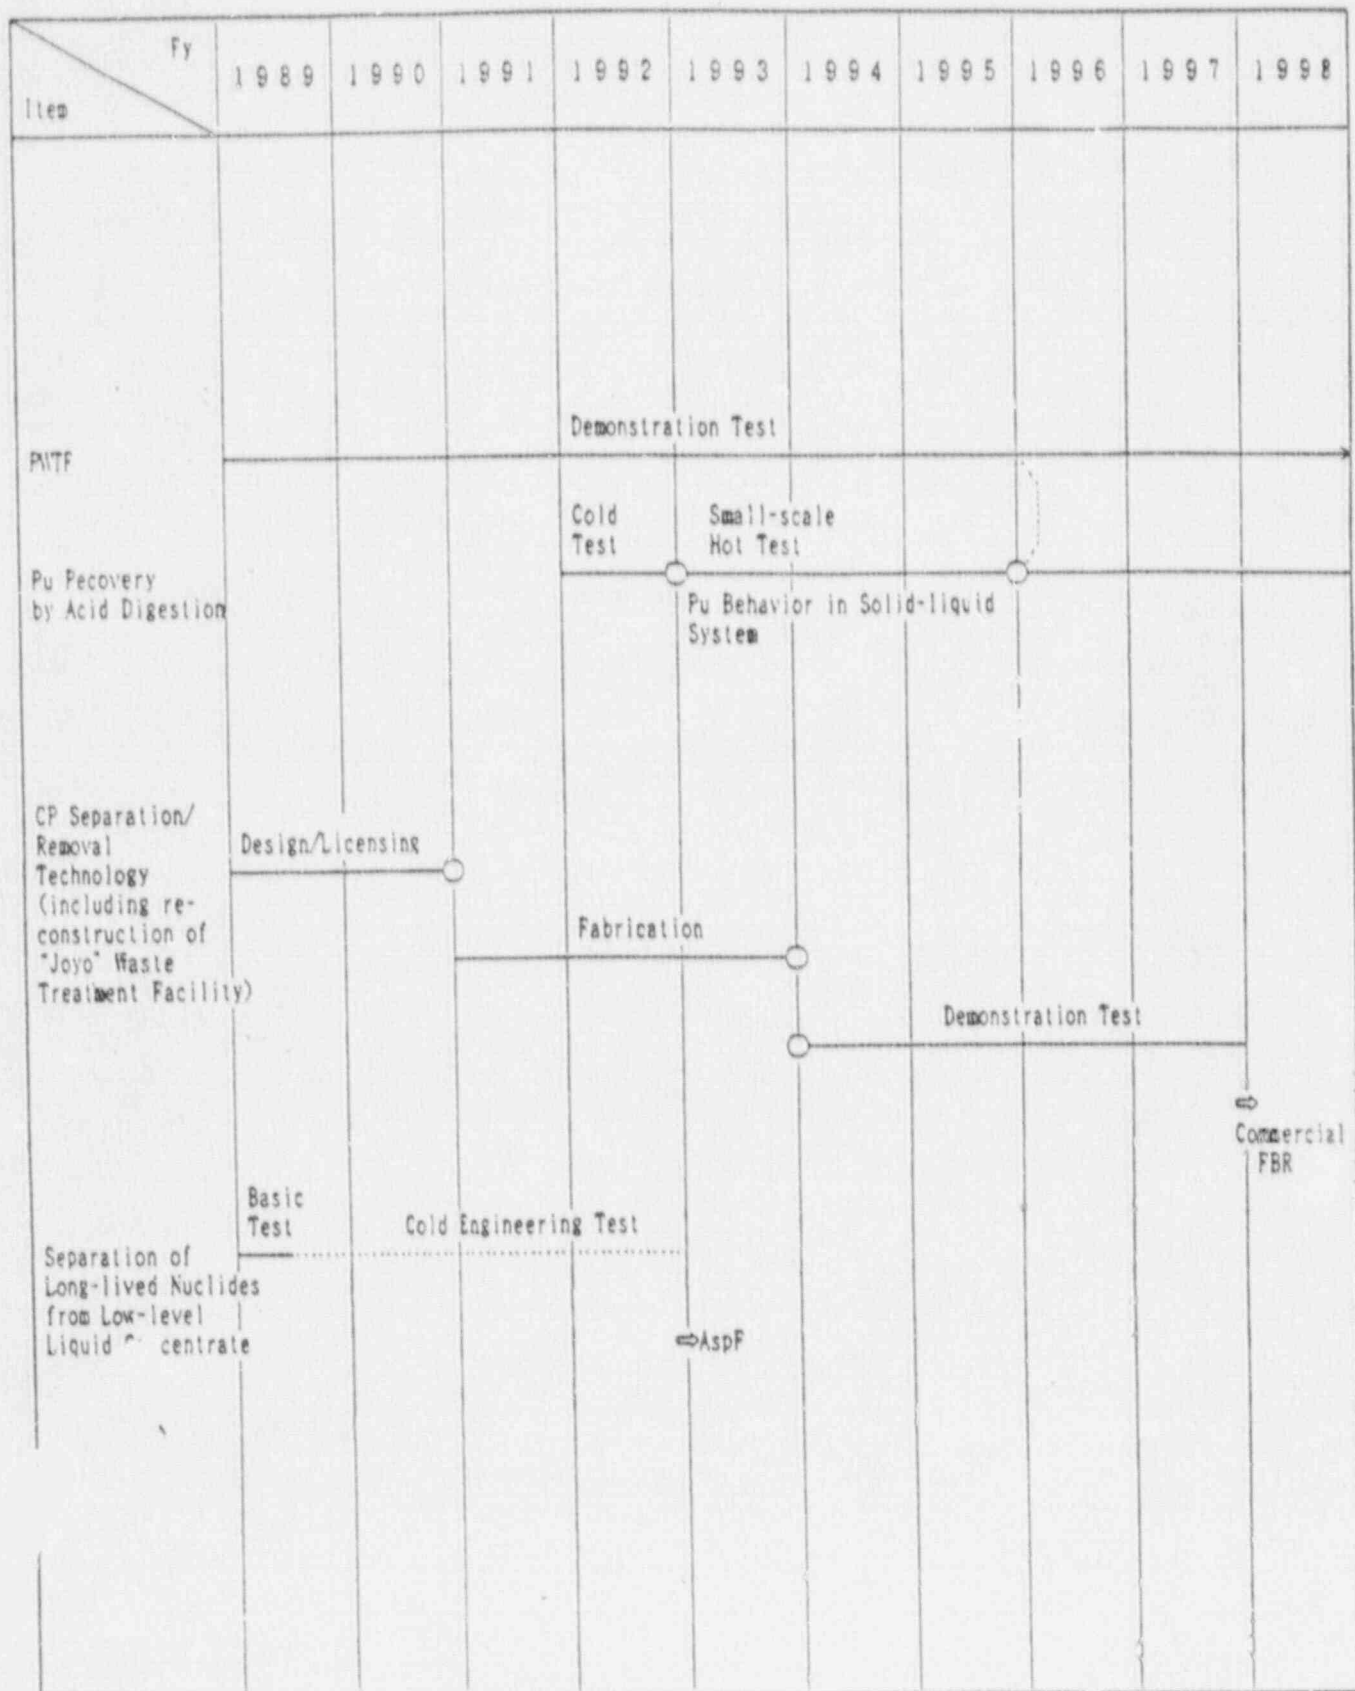 Fy
Item
1989 1990 1991 1992 1993 1994 1995 1996 1997 1998
Demonstration Test
PWTF
Cold
Test
Small-scale
Hot Test
Pu Pecovery
by Acid Digestion
Pu Behavior in Solid-liquid
System
CP Separation/
Removal
Technology
(including re-
construction of
"Joyo" Waste
Treatment Facility)
Design/Licensing
Fabrication
Demonstration Test
⇨
Commercial
FBR
Basic
Test
Cold Engineering Test
Separation of
Long-lived Nuclides
from Low-level
Liquid centrate
⇨AspF